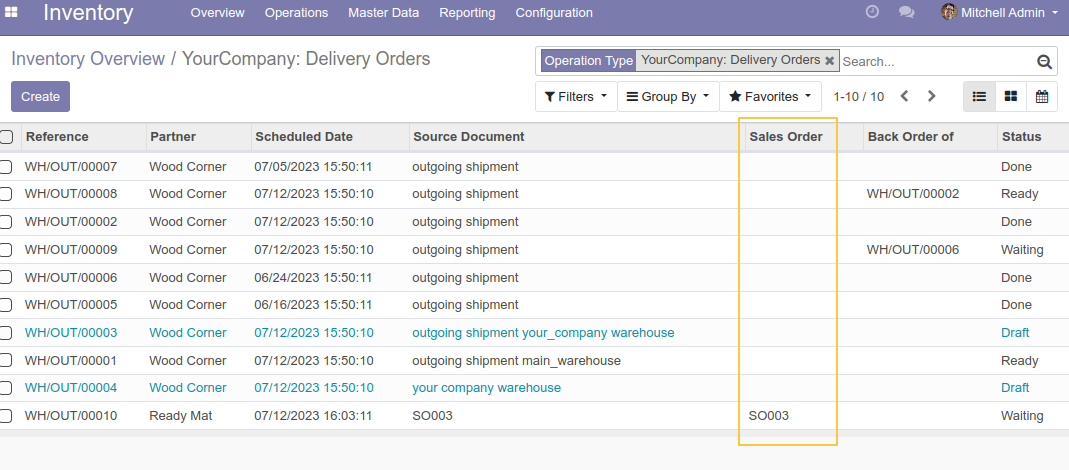 Inventory Overview Operations Master Data Reporting Configuration Mitchell Admin
Inventory Overview / YourCompany: Delivery Orders
Operation Type YourCompany: Delivery Orders Search...
Create Filters Group By Favorites 1-10 / 10
Reference Partner Scheduled Date Source Document Sales Order Back Order of Status
WH/OUT/00007 Wood Corner 07/05/2023 15:50:11 outgoing shipment Done
WH/OUT/00008 Wood Corner 07/12/2023 15:50:10 outgoing shipment WH/OUT/00002 Ready
WH/OUT/00002 Wood Corner 07/12/2023 15:50:10 outgoing shipment Done
WH/OUT/00009 Wood Corner 07/12/2023 15:50:10 outgoing shipment WH/OUT/00006 Waiting
WH/OUT/00006 Wood Corner 06/24/2023 15:50:11 outgoing shipment Done
WH/OUT/00005 Wood Corner 06/16/2023 15:50:11 outgoing shipment Done
WH/OUT/00003 Wood Corner 07/12/2023 15:50:10 outgoing shipment your_company warehouse Draft
WH/OUT/00001 Wood Corner 07/12/2023 15:50:10 outgoing shipment main_warehouse Ready
WH/OUT/00004 Wood Corner 07/12/2023 15:50:10 your company warehouse Draft
WH/OUT/00010 Ready Mat 07/12/2023 16:03:11 SO003 SO003 Waiting